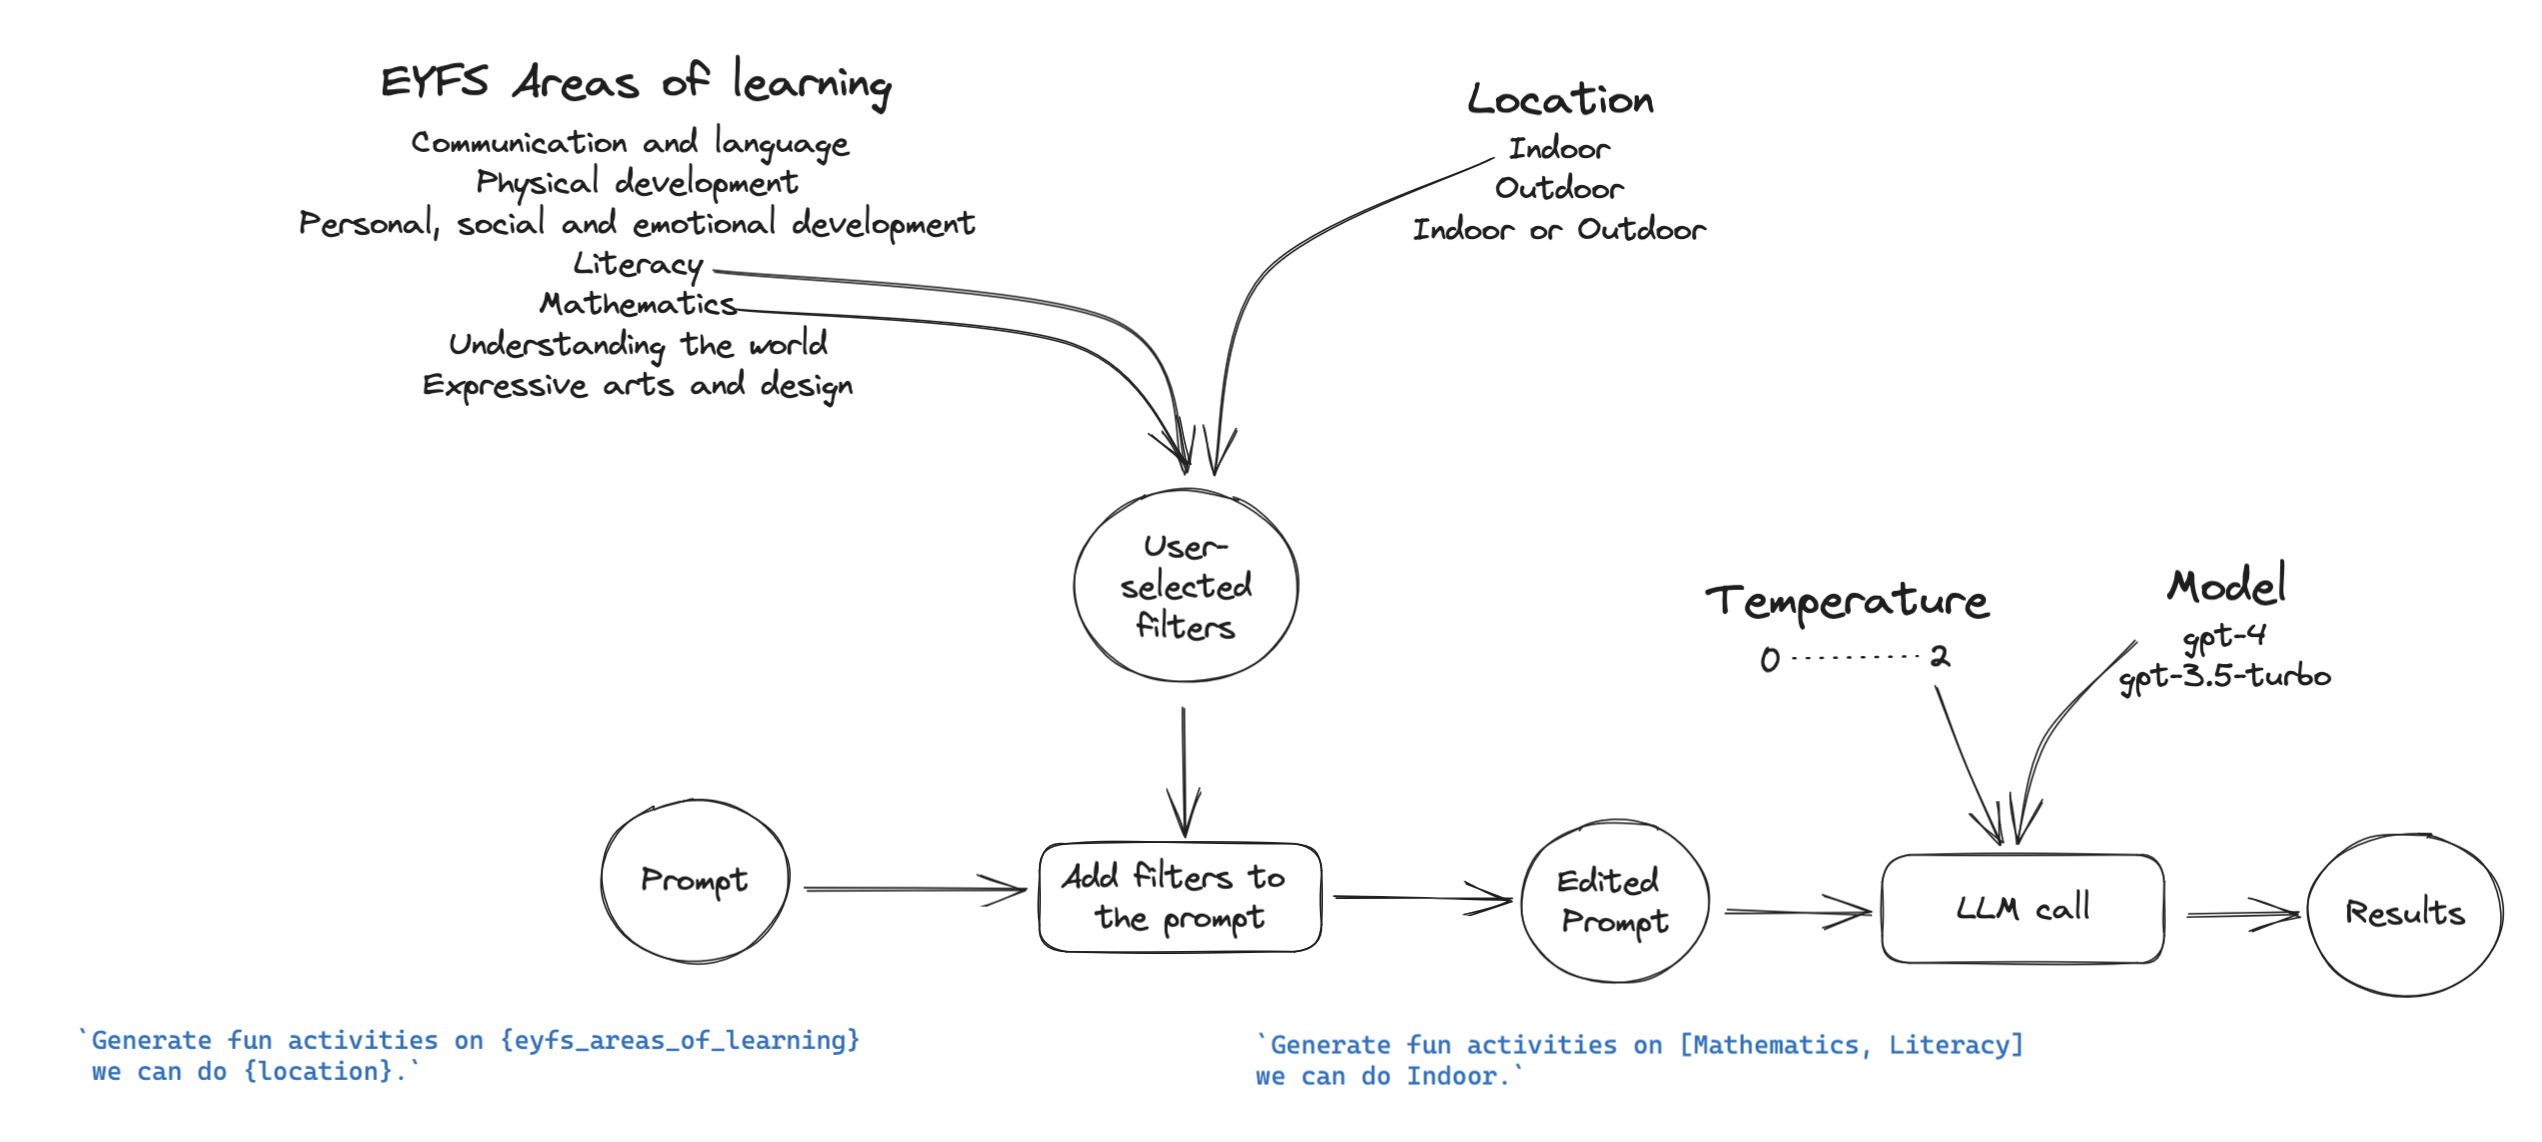 EYFS Areas of learning
Communication and language
Physical development
Personal, social and emotional development
Literacy
Mathematics
Understanding the world
Expressive arts and design
Location
Indoor
Outdoor
Indoor or Outdoor
User-
selected
filters
Temperature
0 ·········· 2
Model
gpt-4
gpt-3.5-turbo
Prompt
Add filters to
the prompt
Edited
Prompt
LLM call
Results
`Generate fun activities on {eyfs_areas_of_learning}
we can do {location}.`
`Generate fun activities on [Mathematics, Literacy]
we can do Indoor.`